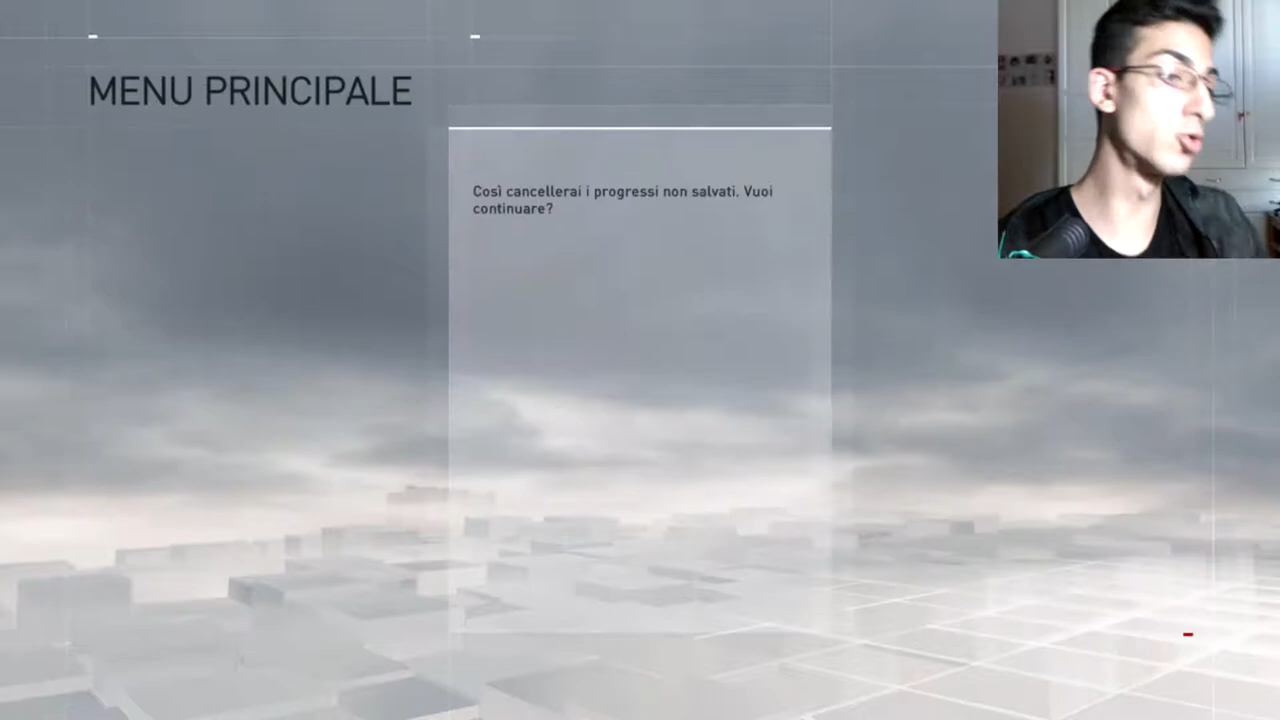 MENU PRINCIPALE
Così cancellerai i progressi non salvati. Vuoi
continuare?